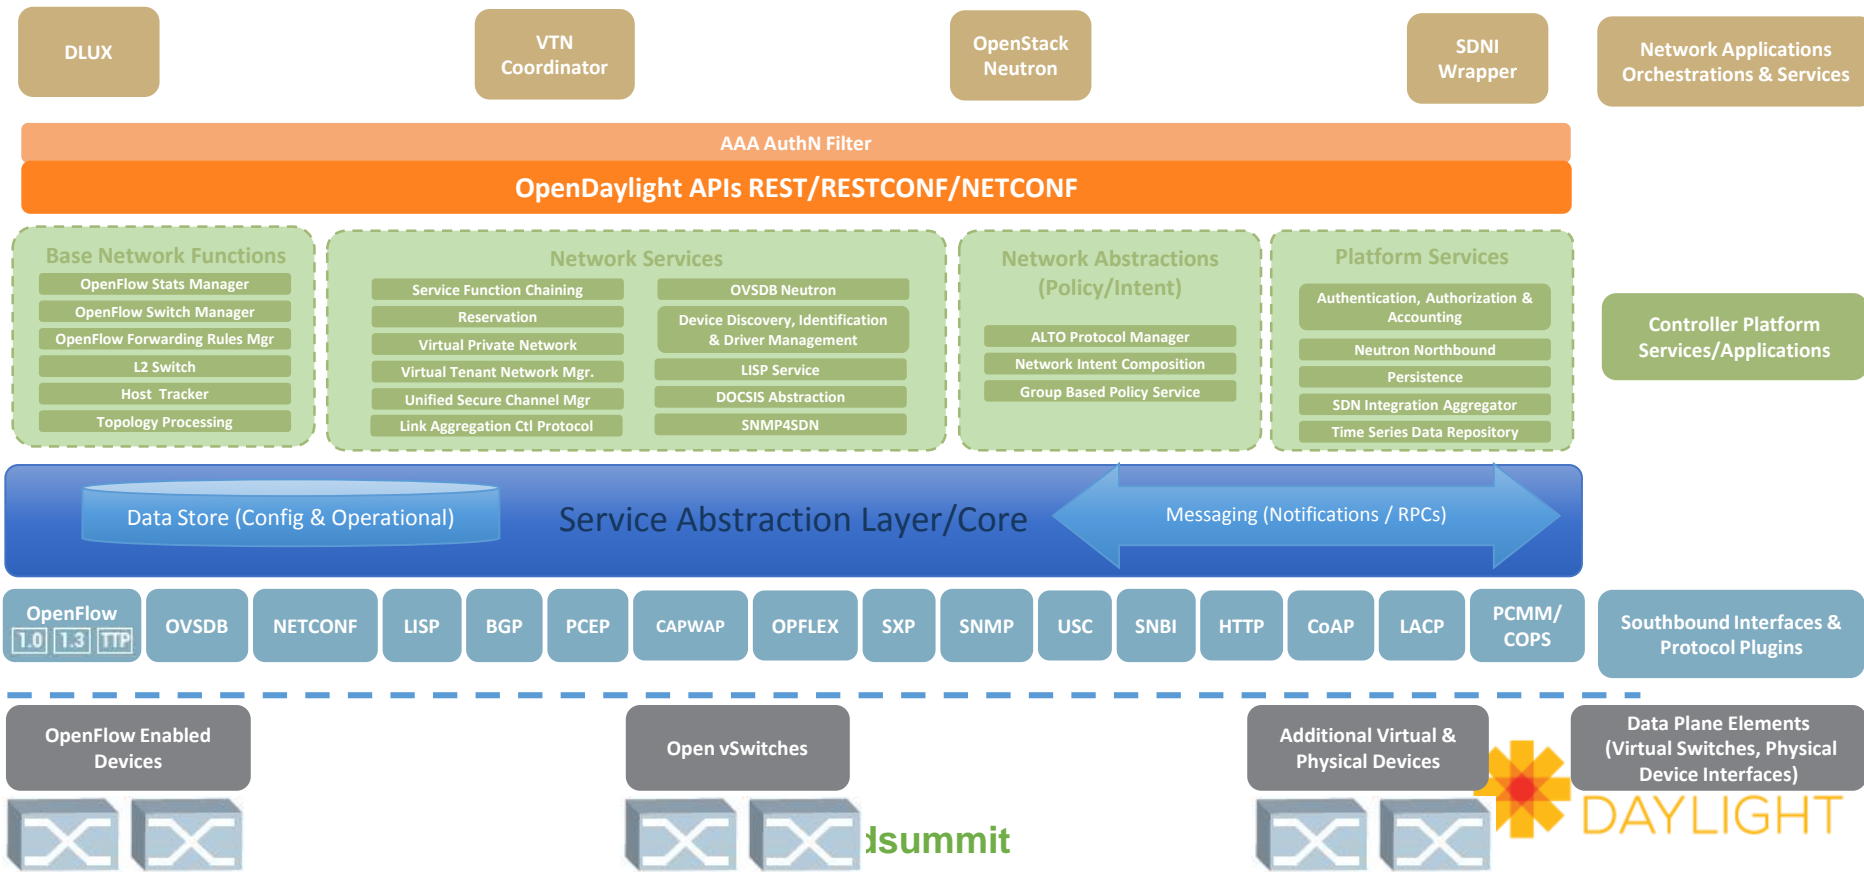 DLUX
VTN
Coordinator
OpenStack
Neutron
SDNI
Wrapper
Network Applications
Orchestrations & Services
AAA AuthN Filter
OpenDaylight APIs REST/RESTCONF/NETCONF
Base Network Functions
OpenFlow Stats Manager
OpenFlow Switch Manager
OpenFlow Forwarding Rules Mgr
L2 Switch
Host Tracker
Topology Processing
Network Services
Service Function Chaining
Reservation
Virtual Private Network
Virtual Tenant Network Mgr.
Unified Secure Channel Mgr
Link Aggregation Ctl Protocol
OVSDB Neutron
Device Discovery, Identification
& Driver Management
LISP Service
DOCSIS Abstraction
SNMP4SDN
Network Abstractions
(Policy/Intent)
ALTO Protocol Manager
Network Intent Composition
Group Based Policy Service
Platform Services
Authentication, Authorization &
Accounting
Neutron Northbound
Persistence
SDN Integration Aggregator
Time Series Data Repository
Controller Platform
Services/Applications
Data Store (Config & Operational)
Service Abstraction Layer/Core
Messaging (Notifications / RPCs)
OpenFlow
1.0 1.3 TTP
OVSDB
NETCONF
LISP
BGP
PCEP
CAPWAP
OPFLEX
SXP
SNMP
USC
SNBI
HTTP
CoAP
LACP
PCMM/
COPS
Southbound Interfaces &
Protocol Plugins
OpenFlow Enabled
Devices
Open vSwitches
Additional Virtual &
Physical Devices
Data Plane Elements
(Virtual Switches, Physical
Device Interfaces)
DAYLIGHT
dsummit